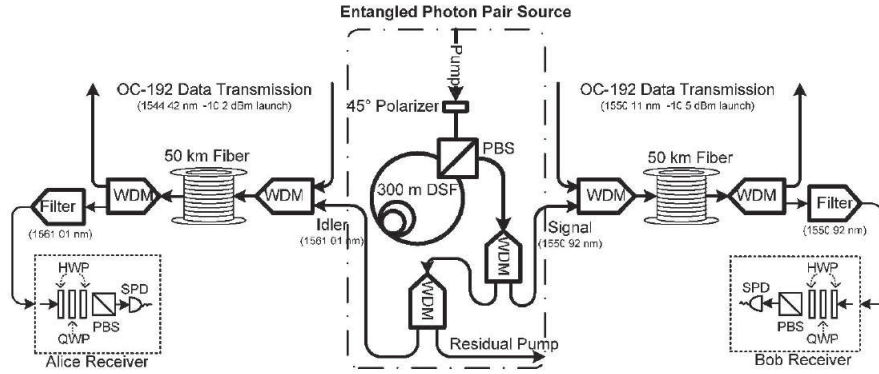 Entangled Photon Pair Source
Pump
OC-192 Data Transmission
(1544.42 nm -10.2 dBm launch)
45° Polarizer
OC-192 Data Transmission
(1550.11 nm -10.5 dBm launch)
PBS
50 km Fiber
50 km Fiber
WDM
WDM
300 m DSF
WDM
WDM
Filter
(1561.01 nm)
Idler
(1561.01 nm)
Signal
(1550.92 nm)
Filter
(1550.92 nm)
WDM
WDM
HWP
SPD
PBS
QWP
Alice Receiver
Residual Pump
HWP
SPD
PBS
QWP
Bob Receiver